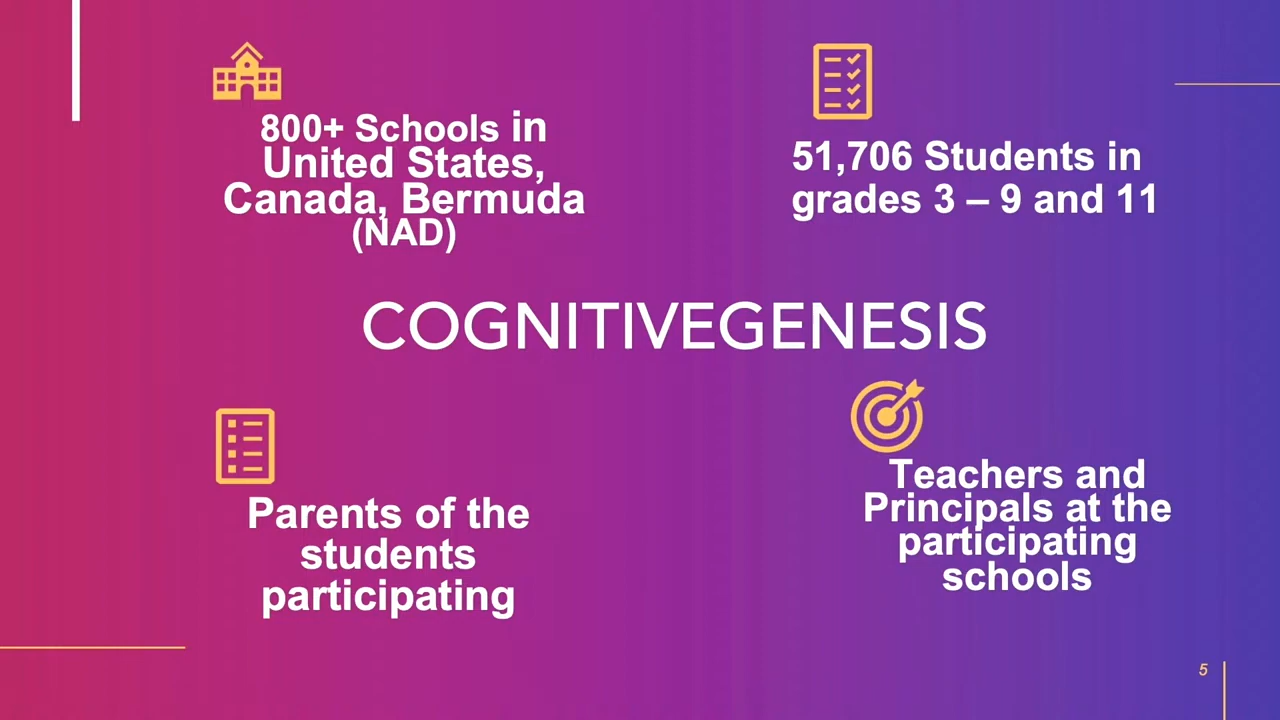 800+ Schools in
United States,
Canada, Bermuda
(NAD)
51,706 Students in
grades 3 – 9 and 11
COGNITIVEGENESIS
Parents of the
students
participating
Teachers and
Principals at the
participating
schools
5